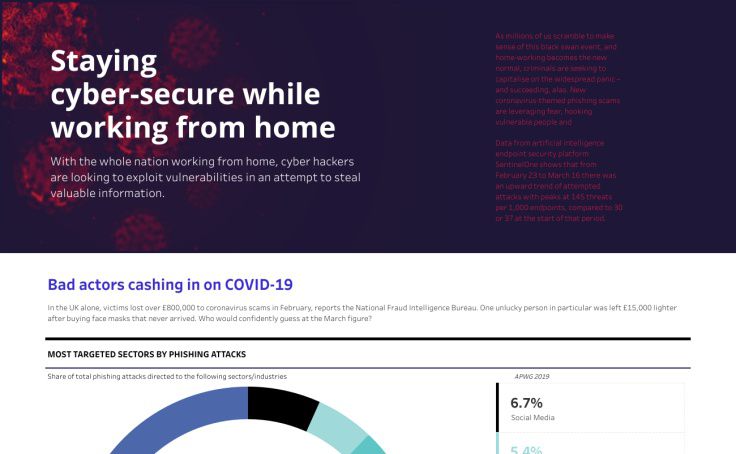 Staying
cyber-secure while
working from home
With the whole nation working from home, cyber hackers
are looking to exploit vulnerabilities in an attempt to steal
valuable information.
As millions of us scramble to make
sense of this black swan event, and
home-working becomes the new
normal, criminals are seeking to
capitalise on the widespread panic –
and succeeding, alas. New
coronavirus-themed phishing scams
are leveraging fear, hooking
vulnerable people and
Data from artificial intelligence
endpoint security platform
SentinelOne shows that from
February 23 to March 16 there was
an upward trend of attempted
attacks with peaks at 145 threats
per 1,000 endpoints, compared to 30
or 37 at the start of that period.
Bad actors cashing in on COVID-19
In the UK alone, victims lost over £800,000 to coronavirus scams in February, reports the National Fraud Intelligence Bureau. One unlucky person in particular was left £15,000 lighter
after buying face masks that never arrived. Who would confidently guess at the March figure?
MOST TARGETED SECTORS BY PHISHING ATTACKS
Share of total phishing attacks directed to the following sectors/industries
APWG 2019
6.7%
Social Media
5.4%